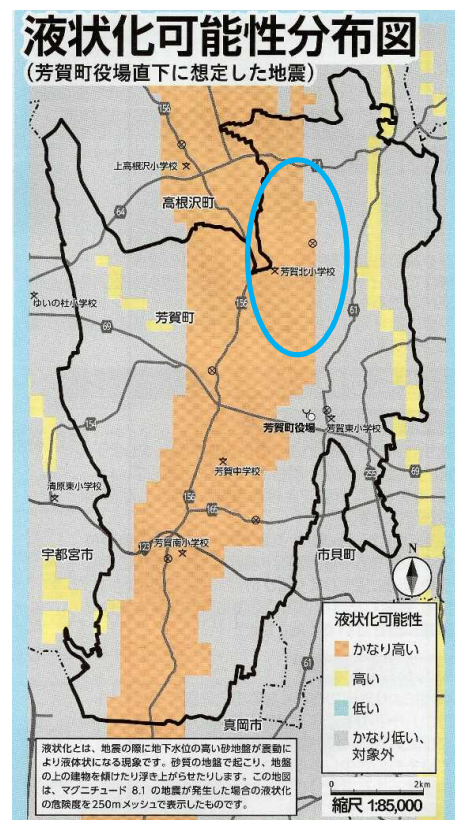 液状化可能性分布図
(芳賀町役場直下に想定した地震)
156
上高根沢小学校
64
64
高根沢町
芳賀北小学校
ゆいの杜小学校
156
61
69
芳賀町
154
芳賀町役場
芳賀東小学校
芳賀中学校
69
清原東小学校
156
166
123
芳賀南小学校
宇都宮市
市貝町
N
61
真岡市
液状化可能性
かなり高い
高い
低い
かなり低い、
対象外
0 2km
縮尺 1:85,000
液状化とは、地震の際に地下水位の高い砂地盤が震動に
より液体状になる現象です。砂質の地盤で起こり、地盤
の上の建物を傾けたり浮き上がらせたりします。この地図
は、マグニチュード 8.1 の地震が発生した場合の液状化
の危険度を250mメッシュで表示したものです。